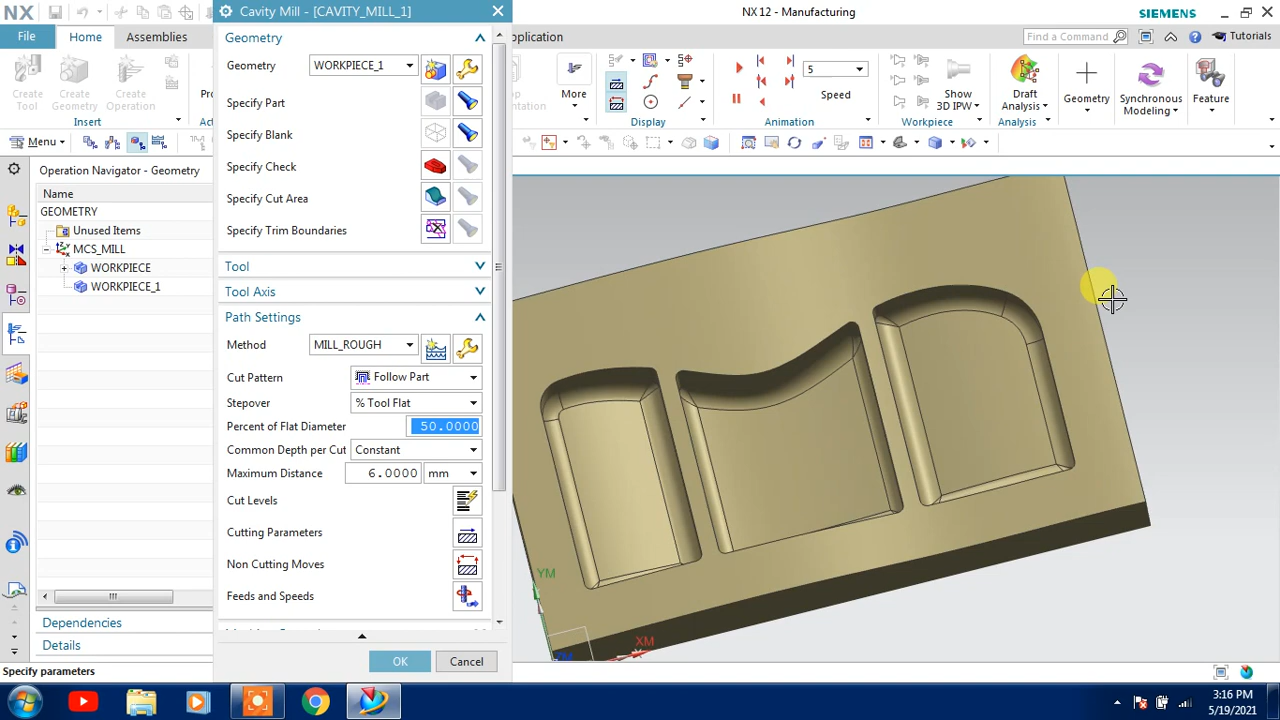 NX
Cavity Mill - [CAVITY_MILL_1]
NX 12 - Manufacturing
SIEMENS
File
Home
Assemblies
Find a Command
Tutorials
Create
Tool
Create
Geometry
Create
Operation
Insert
More
Display
5
Speed
Animation
Show
3D IPW
Workpiece
Draft
Analysis
Analysis
Geometry
Synchronous
Modeling
Feature
Menu
Operation Navigator - Geometry
Name
GEOMETRY
Unused Items
MCS_MILL
WORKPIECE
WORKPIECE_1
Dependencies
Details
Specify parameters
Geometry
Geometry
WORKPIECE_1
Specify Part
Specify Blank
Specify Check
Specify Cut Area
Specify Trim Boundaries
Tool
Tool Axis
Path Settings
Method
MILL_ROUGH
Cut Pattern
Follow Part
Stepover
% Tool Flat
Percent of Flat Diameter
50.0000
Common Depth per Cut
Constant
Maximum Distance
6.0000
mm
Cut Levels
Cutting Parameters
Non Cutting Moves
Feeds and Speeds
OK
Cancel
YM
XM
3:16 PM
5/19/2021